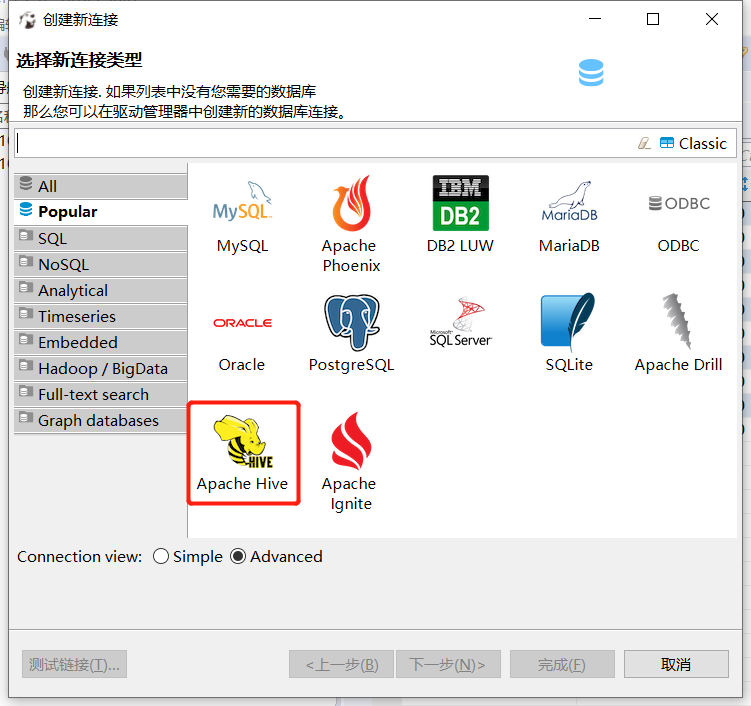 创建新连接
选择新连接类型
创建新连接. 如果列表中没有您需要的数据库
那么您可以在驱动管理器中创建新的数据库连接。
Classic
All
Popular
SQL
NoSQL
Analytical
Timeseries
Embedded
Hadoop / BigData
Full-text search
Graph databases
MySQL
IBM
DB2
MariaDB
ODBC
MySQL
Apache
Phoenix
DB2 LUW
MariaDB
ODBC
ORACLE
Microsoft
SQL Server
Oracle
PostgreSQL
SQLite
Apache Drill
HIVE
Apache Hive
Apache
Ignite
Connection view:
Simple
Advanced
测试链接(T)...
<上一步(B)
下一步(N)>
完成(F)
取消